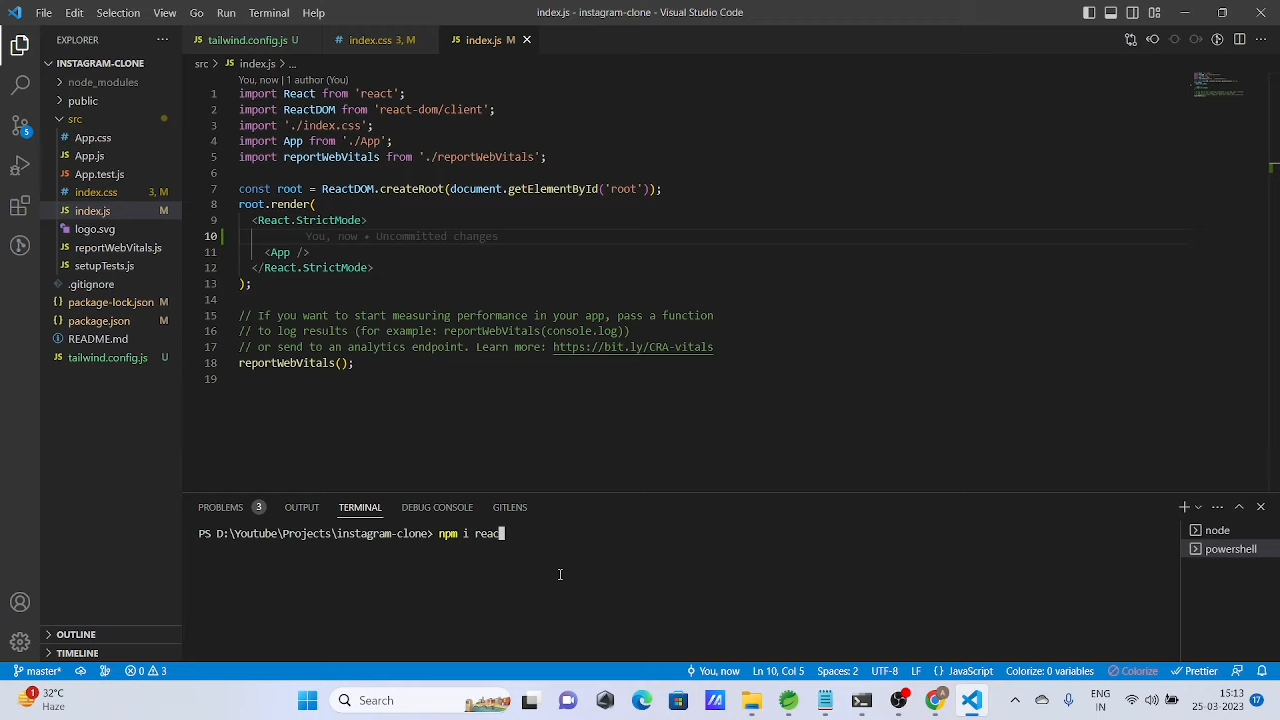 File Edit Selection View Go Run Terminal Help
index.js - instagram-clone - Visual Studio Code
EXPLORER
INSTAGRAM-CLONE
node_modules
public
src
App.css
App.js
App.test.js
index.css 3, M
index.js M
logo.svg
reportWebVitals.js
setupTests.js
.gitignore
package-lock.json M
package.json M
README.md
tailwind.config.js U
OUTLINE
TIMELINE
5
tailwind.config.js U index.css 3, M index.js M
src > index.js > ...
You, now | 1 author (You)
1 import React from 'react';
2 import ReactDOM from 'react-dom/client';
3 import './index.css';
4 import App from './App';
5 import reportWebVitals from './reportWebVitals';
6
7 const root = ReactDOM.createRoot(document.getElementById('root'));
8 root.render(
9 <React.StrictMode>
10 You, now • Uncommitted changes
11 <App />
12 </React.StrictMode>
13 );
14
15 // If you want to start measuring performance in your app, pass a function
16 // to log results (for example: reportWebVitals(console.log))
17 // or send to an analytics endpoint. Learn more: https://bit.ly/CRA-vitals
18 reportWebVitals();
19
PROBLEMS 3 OUTPUT TERMINAL DEBUG CONSOLE GITLENS
PS D:\Youtube\Projects\instagram-clone> npm i reac
node
powershell
master* 0 3 You, now Ln 10, Col 5 Spaces: 2 UTF-8 LF {} JavaScript Colorize: 0 variables Colorize Prettier
1
32°C
Haze
Search
ENG
IN
15:13
25-03-2023
17